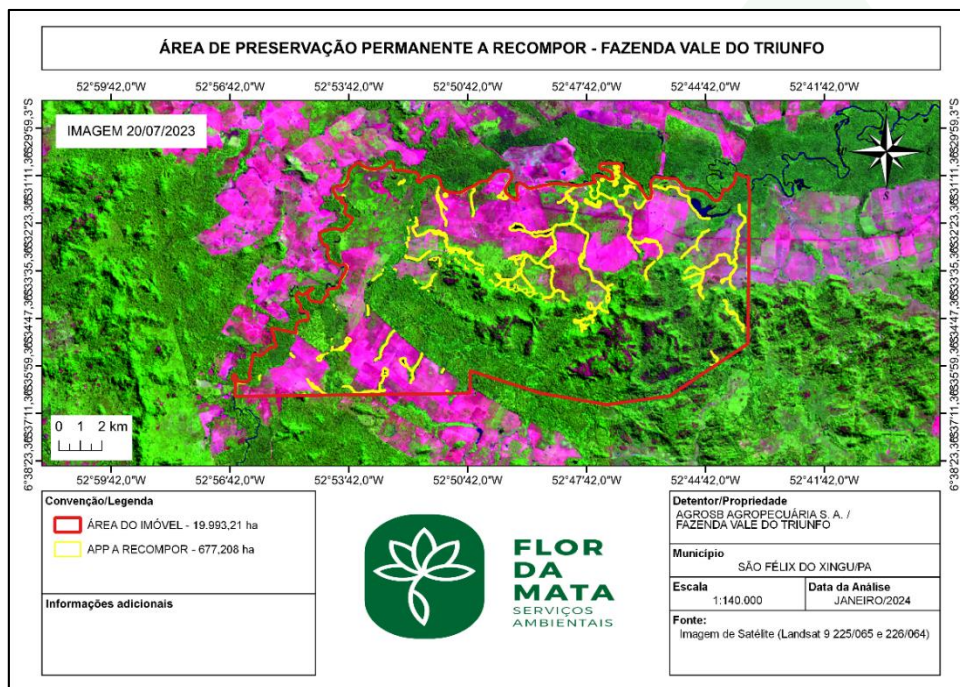 ÁREA DE PRESERVAÇÃO PERMANENTE A RECOMPOR - FAZENDA VALE DO TRIUNFO
52°59'42,0"W 52°56'42,0"W 52°53'42,0"W 52°50'42,0"W 52°47'42,0"W 52°44'42,0"W 52°41'42,0"W
IMAGEM 20/07/2023
S
0 1 2 km
52°59'42,0"W 52°56'42,0"W 52°53'42,0"W 52°50'42,0"W 52°47'42,0"W 52°44'42,0"W 52°41'42,0"W
Convenção/Legenda
ÁREA DO IMÓVEL - 19.993,21 ha
APP A RECOMPOR - 677,208 ha
Informações adicionais
FLOR
DA
MATA
SERVIÇOS
AMBIENTAIS
Detentor/Propriedade
AGROSB AGROPECUÁRIA S. A. /
FAZENDA VALE DO TRIUNFO
Município
SÃO FÉLIX DO XINGU/PA
Escala
1:140.000
Data da Análise
JANEIRO/2024
Fonte:
Imagem de Satélite (Landsat 9 225/065 e 226/064)